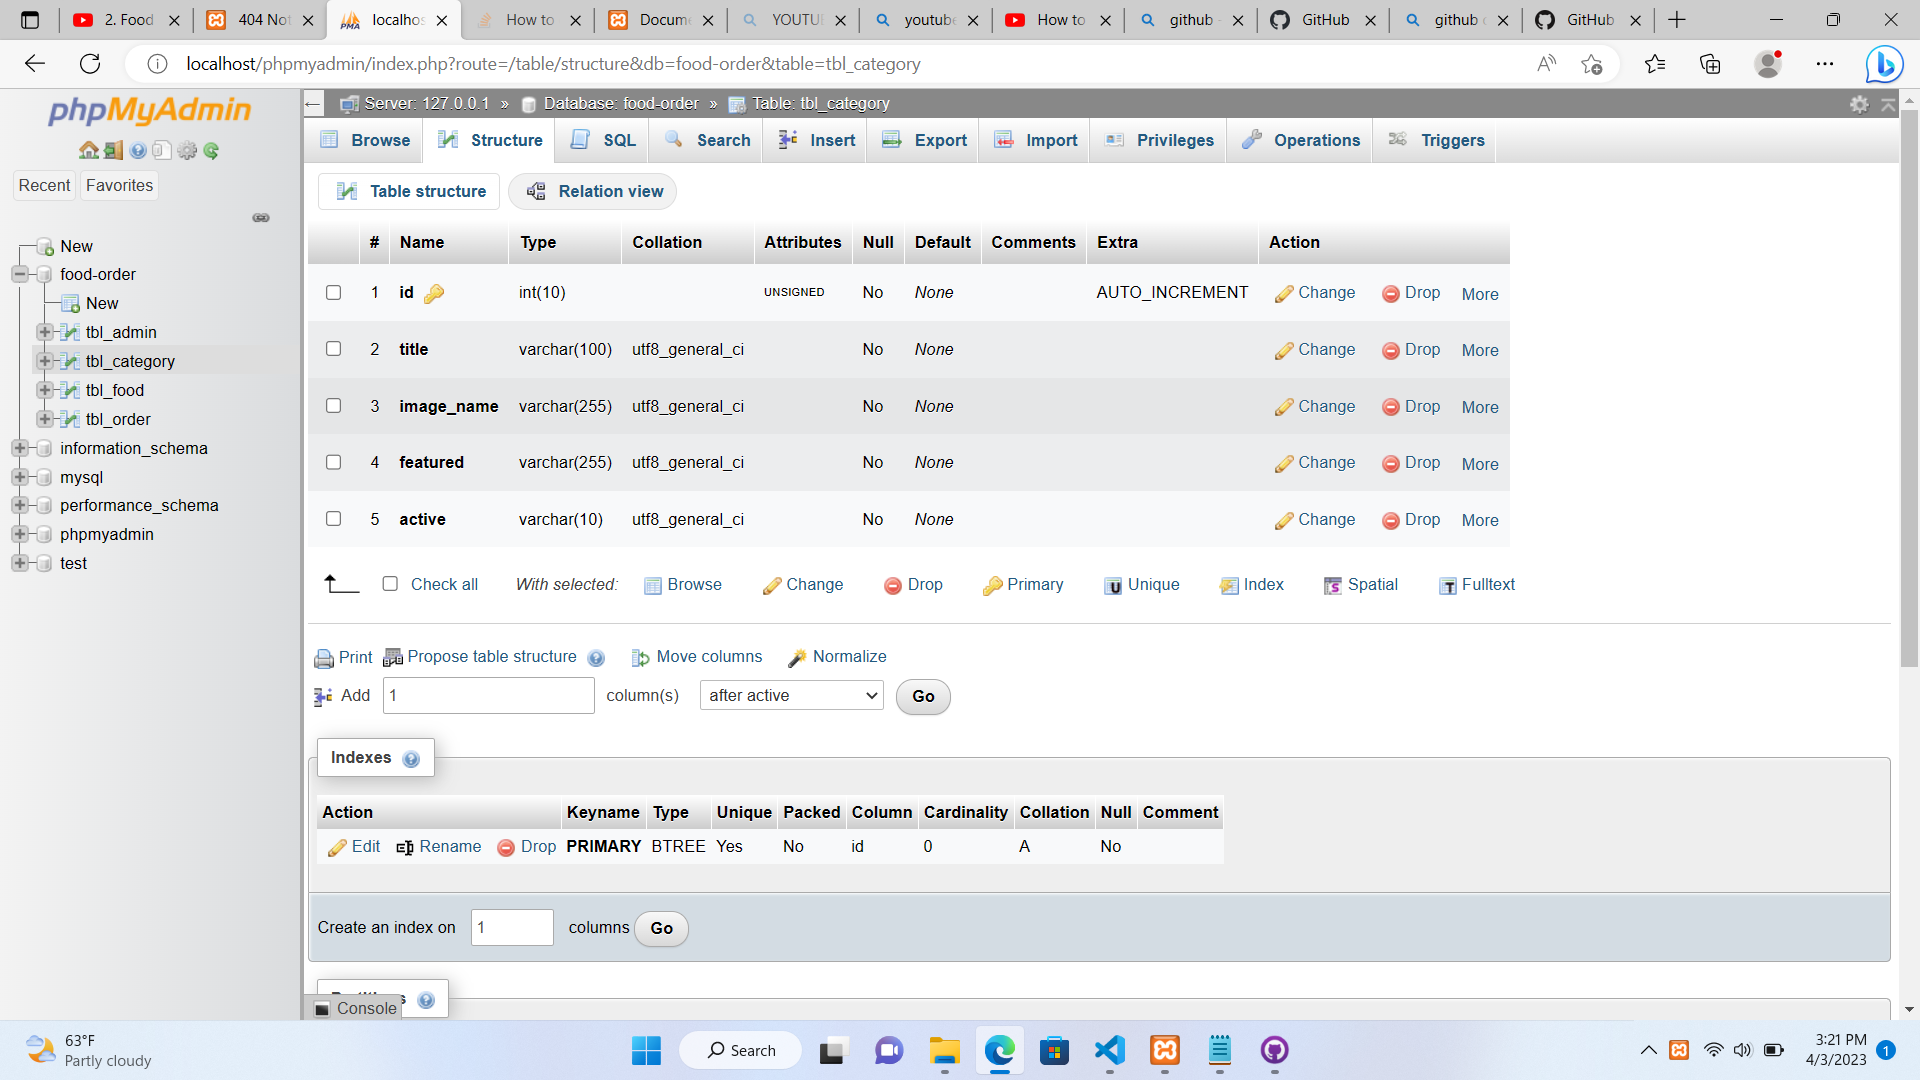 2. Food
404 Not
localhos
How to
Docume
YOUTU
youtube
How to
github
GitHub
github
GitHub
localhost/phpmyadmin/index.php?route=/table/structure&db=food-order&table=tbl_category
phpMyAdmin
Recent Favorites
New
food-order
New
tbl_admin
tbl_category
tbl_food
tbl_order
information_schema
mysql
performance_schema
phpmyadmin
test
Server: 127.0.0.1 » Database: food-order » Table: tbl_category
Browse Structure SQL Search Insert Export Import Privileges Operations Triggers
Table structure Relation view
# Name Type Collation Attributes Null Default Comments Extra Action
1 id int(10) UNSIGNED No None AUTO_INCREMENT Change Drop More
2 title varchar(100) utf8_general_ci No None Change Drop More
3 image_name varchar(255) utf8_general_ci No None Change Drop More
4 featured varchar(255) utf8_general_ci No None Change Drop More
5 active varchar(10) utf8_general_ci No None Change Drop More
Check all With selected: Browse Change Drop Primary Unique Index Spatial Fulltext
Print Propose table structure Move columns Normalize
Add 1 column(s) after active Go
Indexes
Action Keyname Type Unique Packed Column Cardinality Collation Null Comment
Edit Rename Drop PRIMARY BTREE Yes No id 0 A No
Create an index on 1 columns Go
Console
63°F
Partly cloudy
Search
3:21 PM
4/3/2023
1